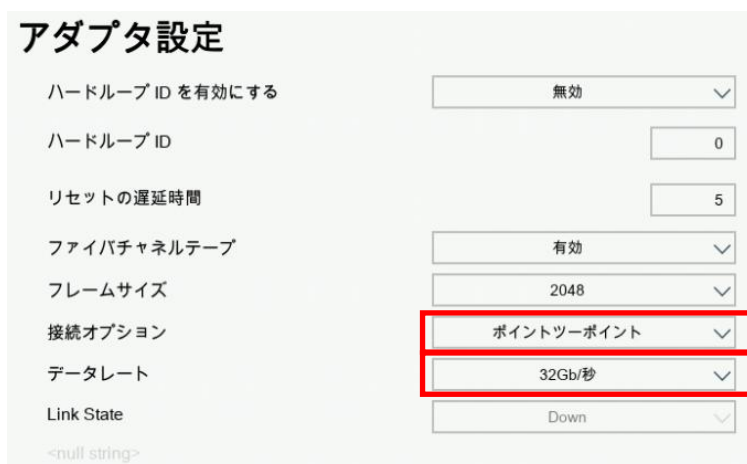 アダプタ設定
ハードループ ID を有効にする 無効
ハードループ ID 0
リセットの遅延時間 5
ファイバチャネルテープ 有効
フレームサイズ 2048
接続オプション ポイントツーポイント
データレート 32Gb/秒
Link State Down
<null string>